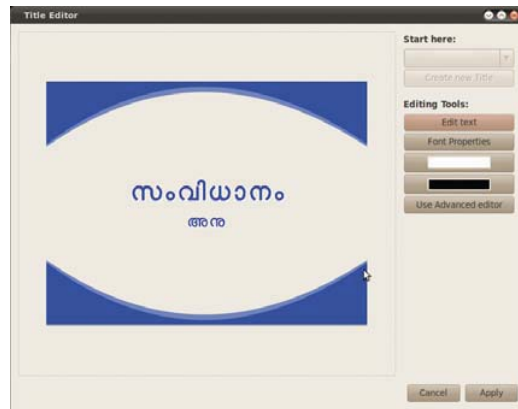 Title Editor
Start here:
Create new Title
Editing Tools:
Edit text
Font Properties
Use Advanced editor
സംവിധാനം
അനു
Cancel
Apply